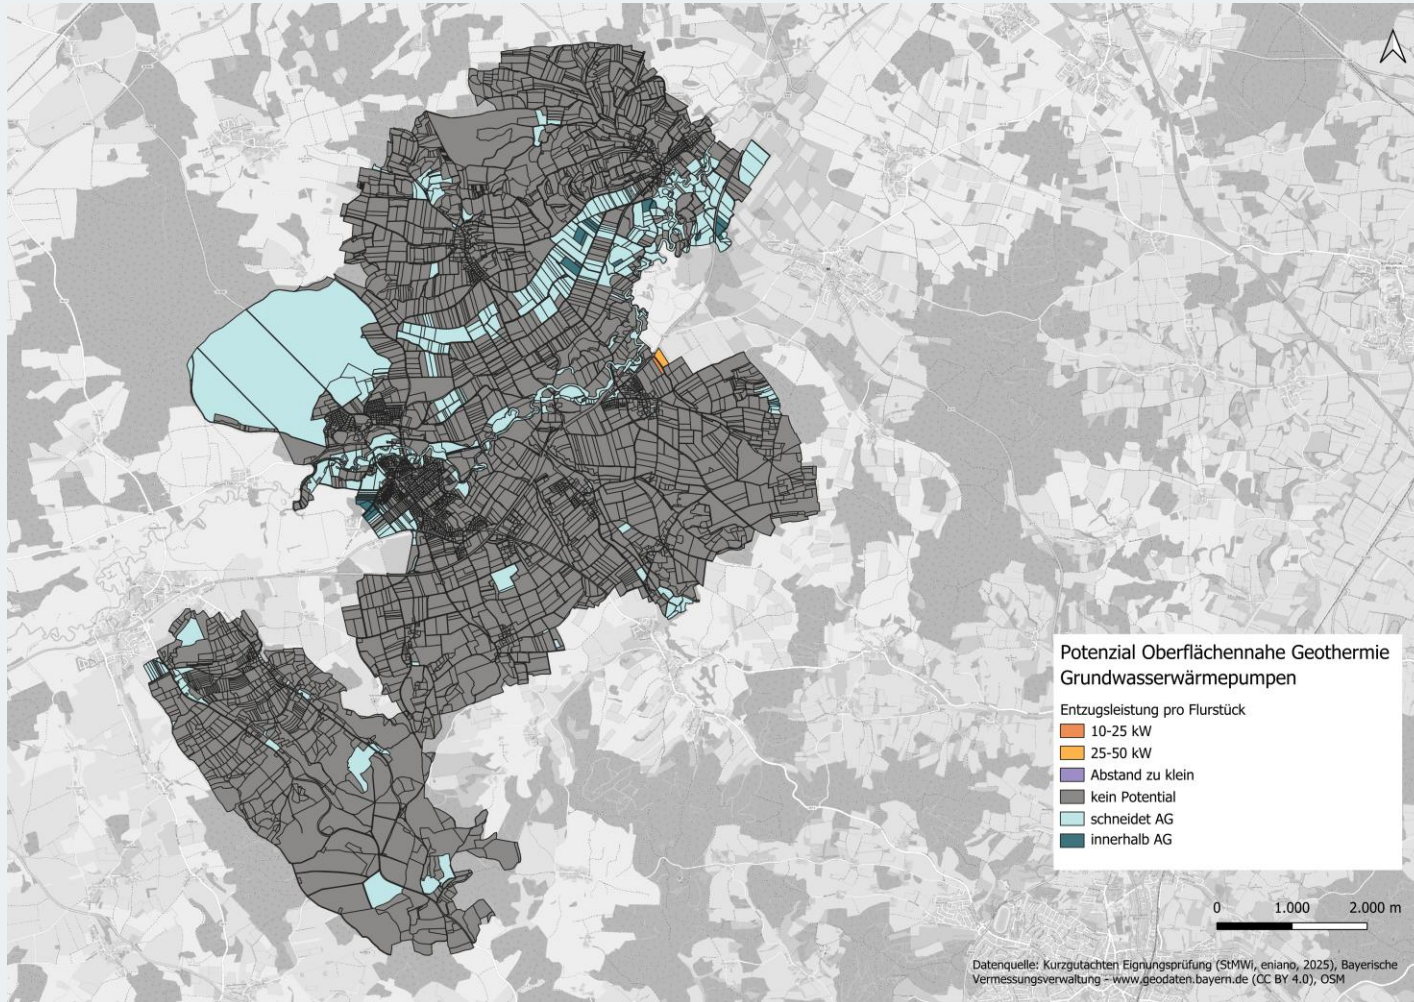 Potenzial Oberflächennahe Geothermie
Grundwasserwärmepumpen
Entzugsleistung pro Flurstück
10-25 kW
25-50 kW
Abstand zu klein
kein Potential
schneidet AG
innerhalb AG
0 1.000 2.000 m
Datenquelle: Kurzgutachten Eignungsprüfung (StMWi, eniano, 2025), Bayerische
Vermessungsverwaltung - www.geodaten.bayern.de (CC BY 4.0), OSM